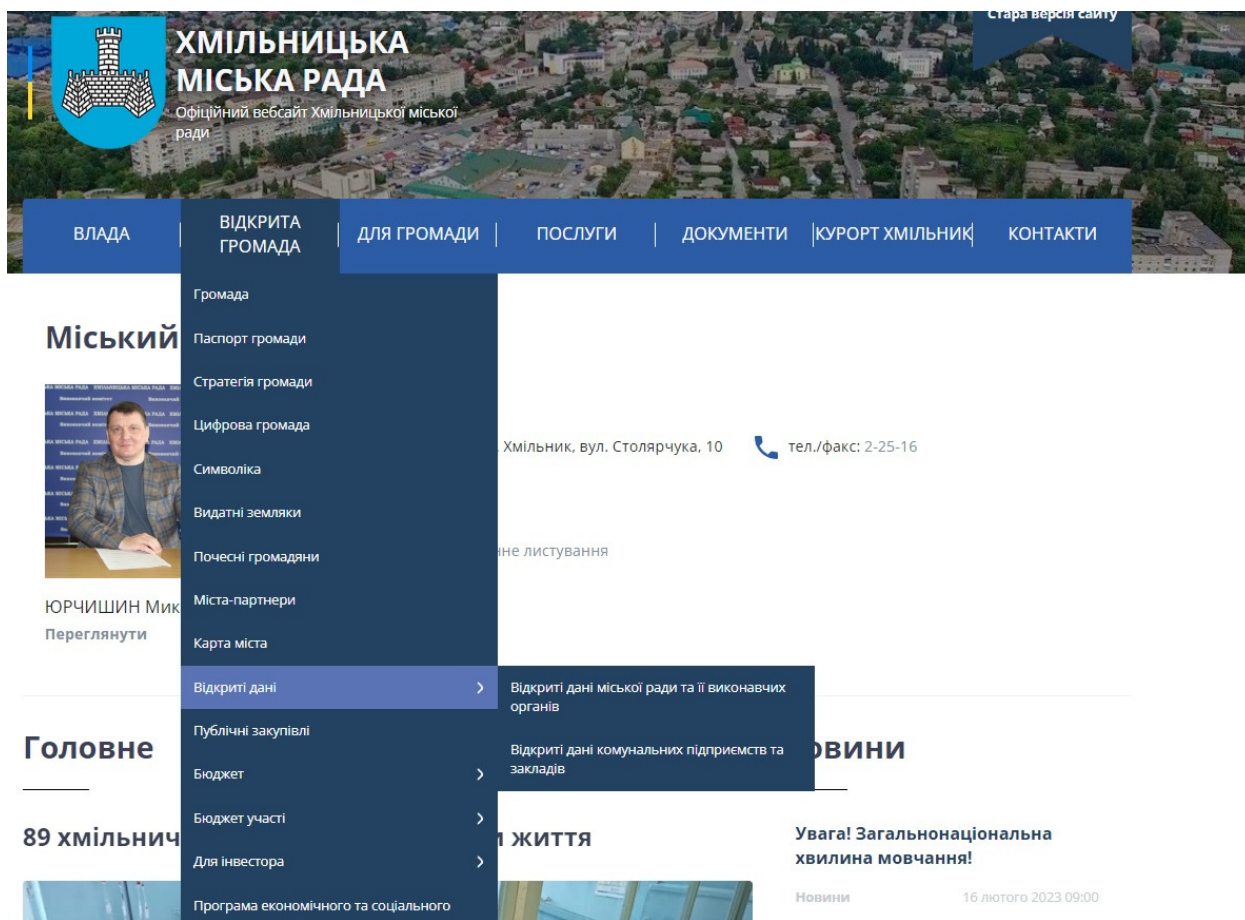 Стара версія сайту
ХМІЛЬНИЦЬКА
МІСЬКА РАДА
Офіційний вебсайт Хмільницької міської
ради
ВЛАДА
ВІДКРИТА
ГРОМАДА
ДЛЯ ГРОМАДИ
ПОСЛУГИ
ДОКУМЕНТИ
КУРОРТ ХМІЛЬНИК
КОНТАКТИ
Громада
Паспорт громади
Стратегія громади
Цифрова громада
Символіка
Видатні земляки
Почесні громадяни
Міста-партнери
Карта міста
Відкриті дані
Публічні закупівлі
Бюджет
Бюджет участі
Для інвестора
Програма економічного та соціального
Відкриті дані міської ради та її виконавчих
органів
Відкриті дані комунальних підприємств та
закладів
Міський
Хмільник, вул. Столярчука, 10
тел./факс: 2-25-16
листування
ЮРЧИШИН Мик
Переглянути
Головне
овини
89 хмільнич
життя
Увага! Загальнонаціональна
хвилина мовчання!
Новини
16 лютого 2023 09:00